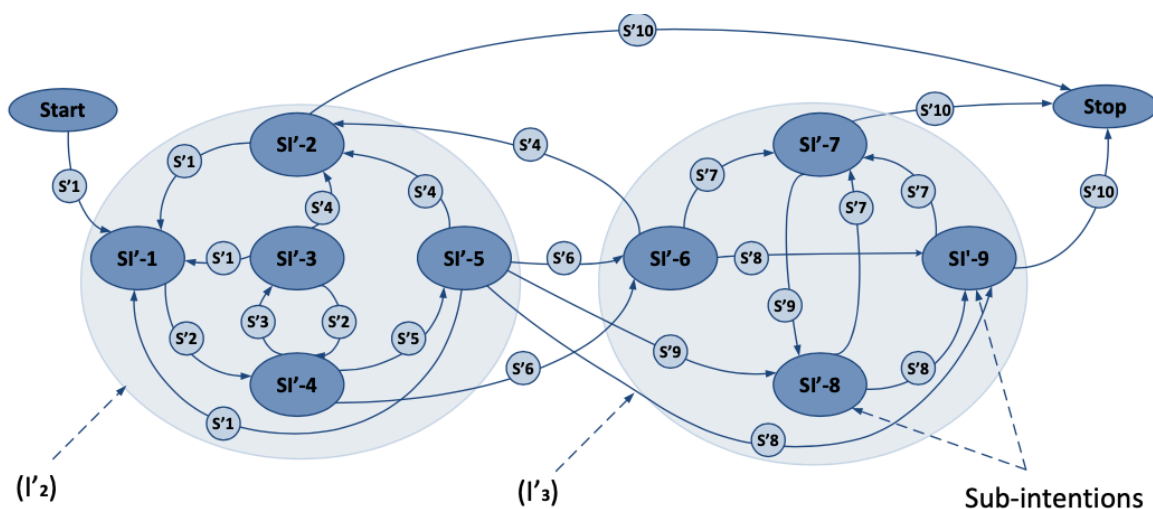 S'10
Start
Stop
S'10
SI'-2
SI'-7
S'4
S'1
S'7
S'1
S'4
S'7
S'7
S'10
S'4
SI'-1
S'1
SI'-3
SI'-5
S'6
SI'-6
S'8
SI'-9
S'9
S'3
S'2
S'2
S'5
S'9
S'6
S'8
SI'-4
SI'-8
S'1
S'8
(I'₂)
(I'₃)
Sub-intentions